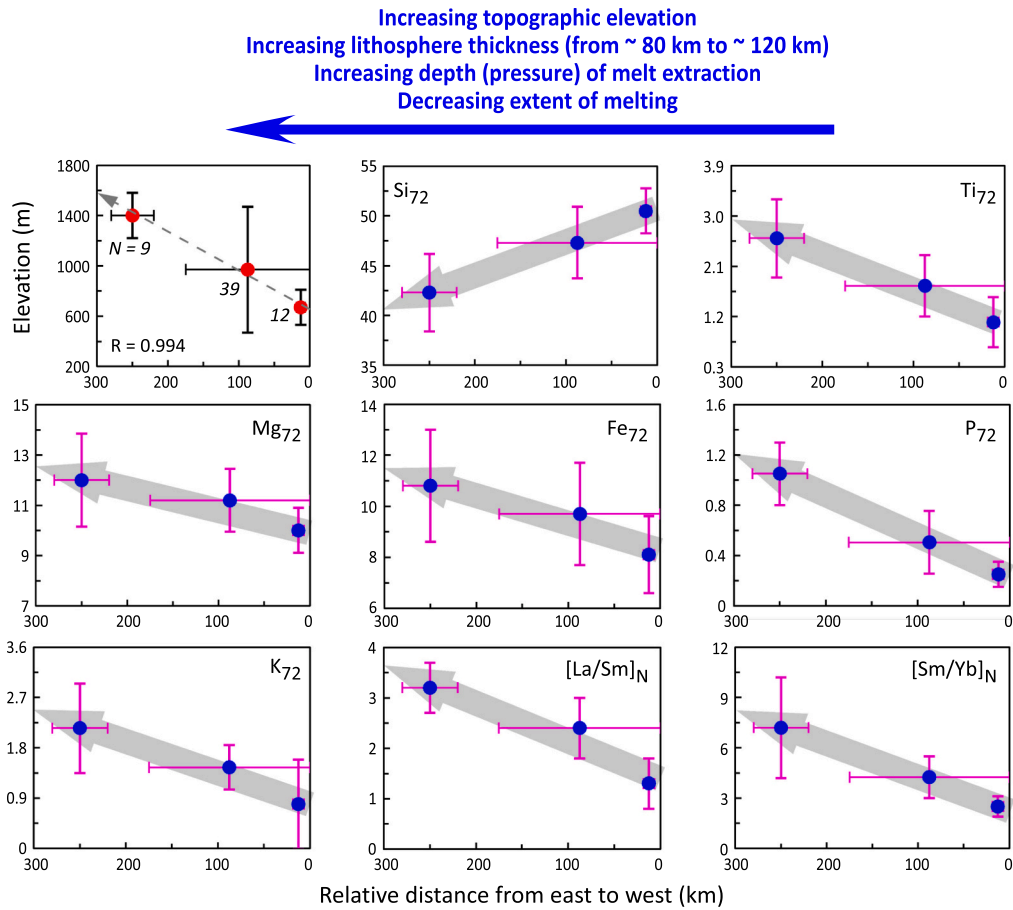 Increasing topographic elevation
Increasing lithosphere thickness (from ~ 80 km to ~ 120 km)
Increasing depth (pressure) of melt extraction
Decreasing extent of melting
Elevation (m)
1800
1400
1000
600
200
N = 9
39
12
R = 0.994
300 200 100 0
Si72
55
50
45
40
35
300 200 100 0
Ti72
3.9
3.0
2.1
1.2
0.3
300 200 100 0
Mg72
15
13
11
9
7
300 200 100 0
Fe72
14
12
10
8
6
300 200 100 0
P72
1.6
1.2
0.8
0.4
0
300 200 100 0
K72
3.6
2.7
1.8
0.9
0
300 200 100 0
[La/Sm]N
4
3
2
1
0
300 200 100 0
[Sm/Yb]N
12
9
6
3
0
300 200 100 0
Relative distance from east to west (km)